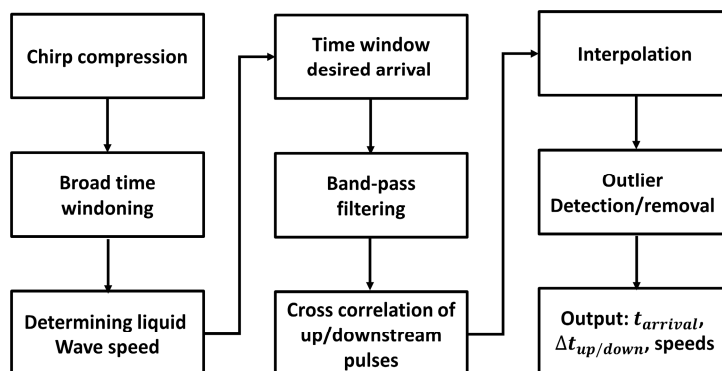 Chirp compression
Broad time
windoning
Determining liquid
Wave speed
Time window
desired arrival
Band-pass
filtering
Cross correlation of
up/downstream
pulses
Interpolation
Outlier
Detection/removal
Output: t_arrival,
Δt_up/down, speeds